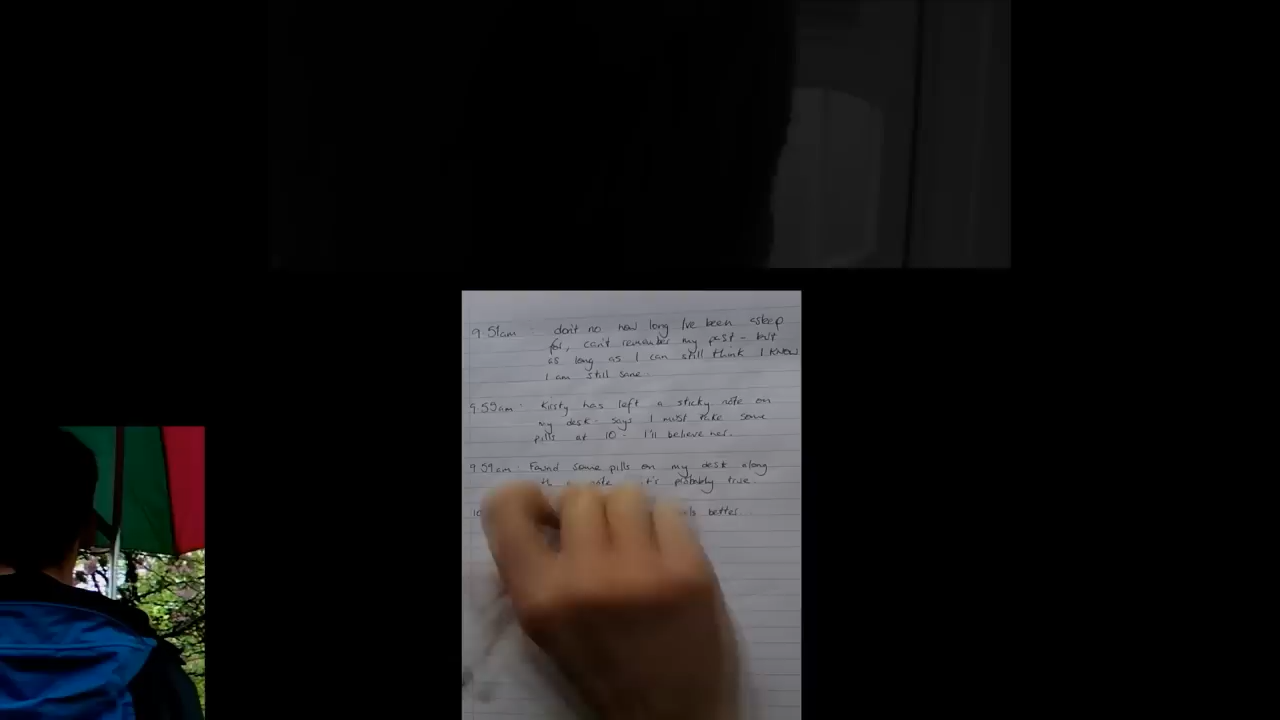 9.51am : don't no how long I've been asleep
for, can't remember my past - but
as long as I can still think I KNOW
I am still sane.
9.55am : Kirsty has left a sticky note on
my desk. says I must take some
pills at 10. I'll believe her.
9.59am : Found some pills on my desk along
note it's probably true.
better.